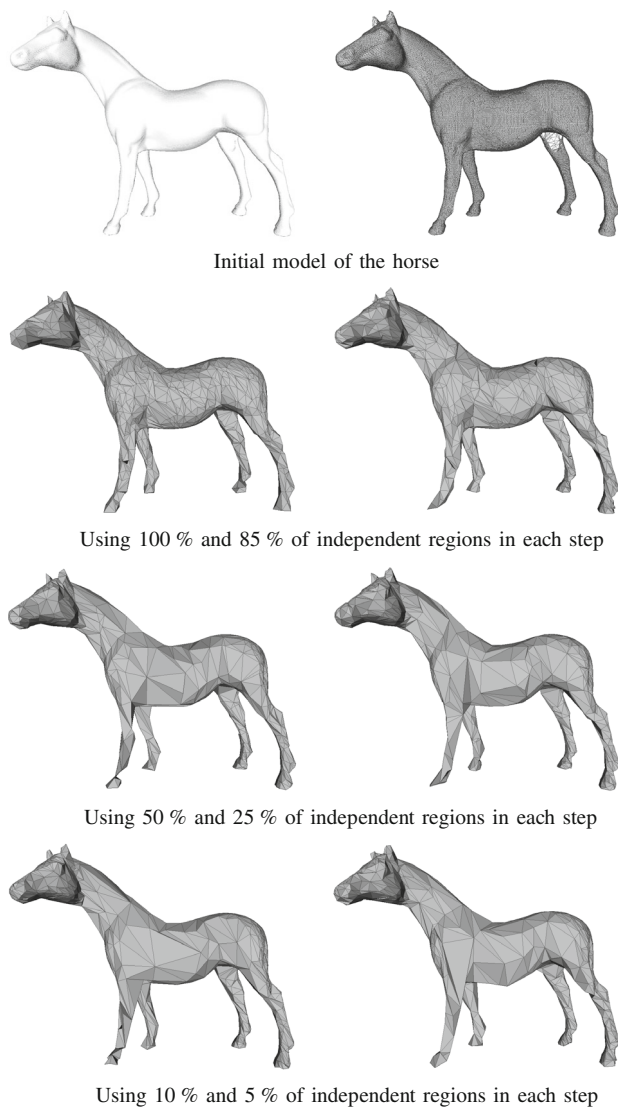 Initial model of the horse
Using 100 % and 85 % of independent regions in each step
Using 50 % and 25 % of independent regions in each step
Using 10 % and 5 % of independent regions in each step